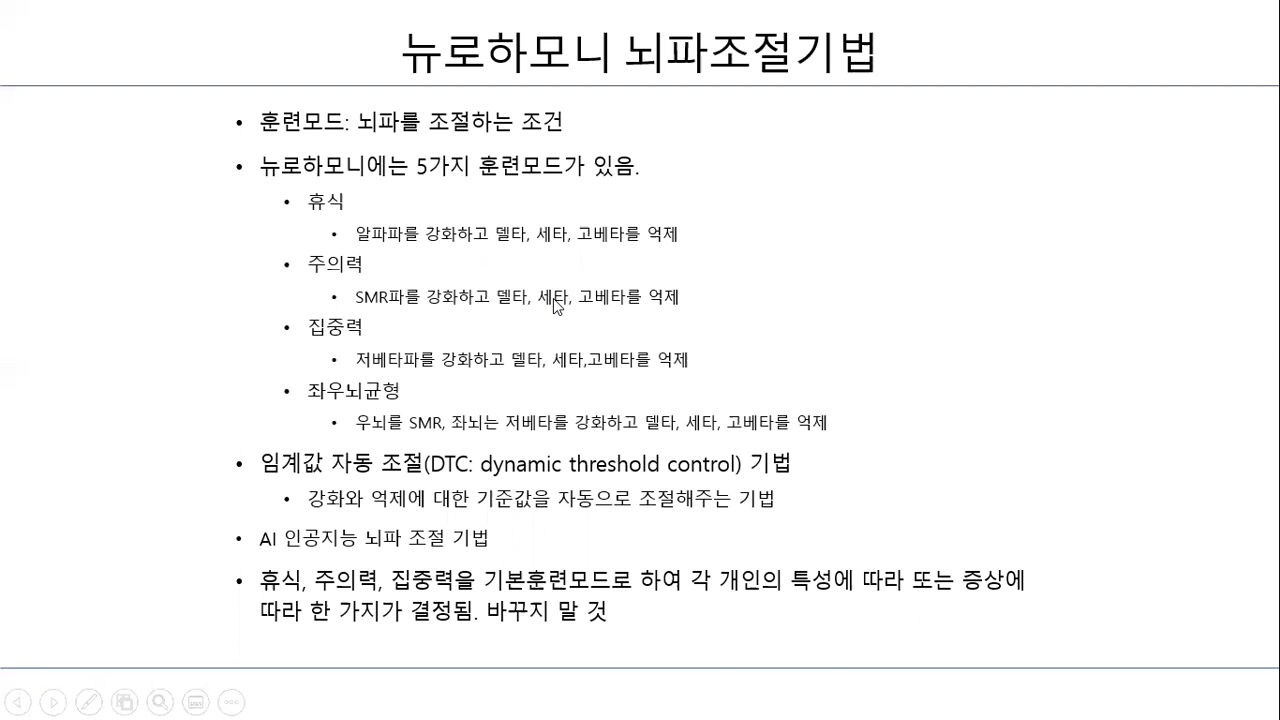 뉴로하모니 뇌파조절기법
• 훈련모드: 뇌파를 조절하는 조건
• 뉴로하모니에는 5가지 훈련모드가 있음.
• 휴식
• 알파파를 강화하고 델타, 세타, 고베타를 억제
• 주의력
• SMR파를 강화하고 델타, 세타, 고베타를 억제
• 집중력
• 저베타파를 강화하고 델타, 세타,고베타를 억제
• 좌우뇌균형
• 우뇌를 SMR, 좌뇌는 저베타를 강화하고 델타, 세타, 고베타를 억제
• 임계값 자동 조절(DTC: dynamic threshold control) 기법
• 강화와 억제에 대한 기준값을 자동으로 조절해주는 기법
• AI 인공지능 뇌파 조절 기법
• 휴식, 주의력, 집중력을 기본훈련모드로 하여 각 개인의 특성에 따라 또는 증상에
따라 한 가지가 결정됨. 바꾸지 말 것